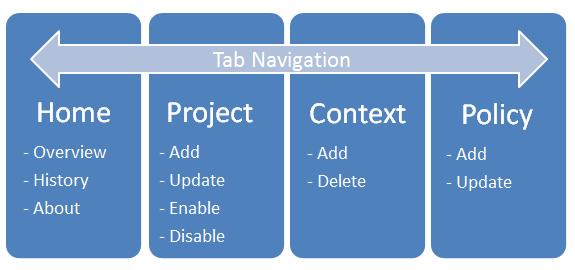 Tab Navigation
Home
- Overview
- History
- About
Project
- Add
- Update
- Enable
- Disable
Context
- Add
- Delete
Policy
- Add
- Update